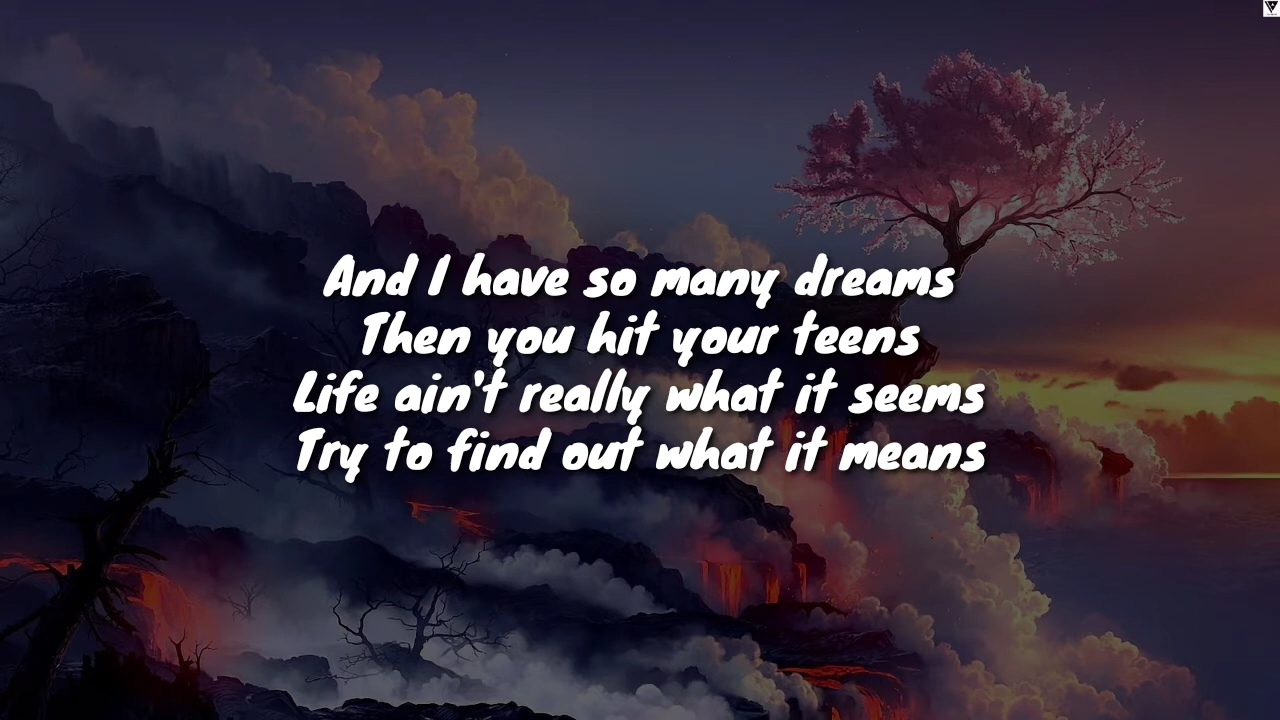 And I have so many dreams
Then you hit your teens
Life ain't really what it seems
Try to find out what it means